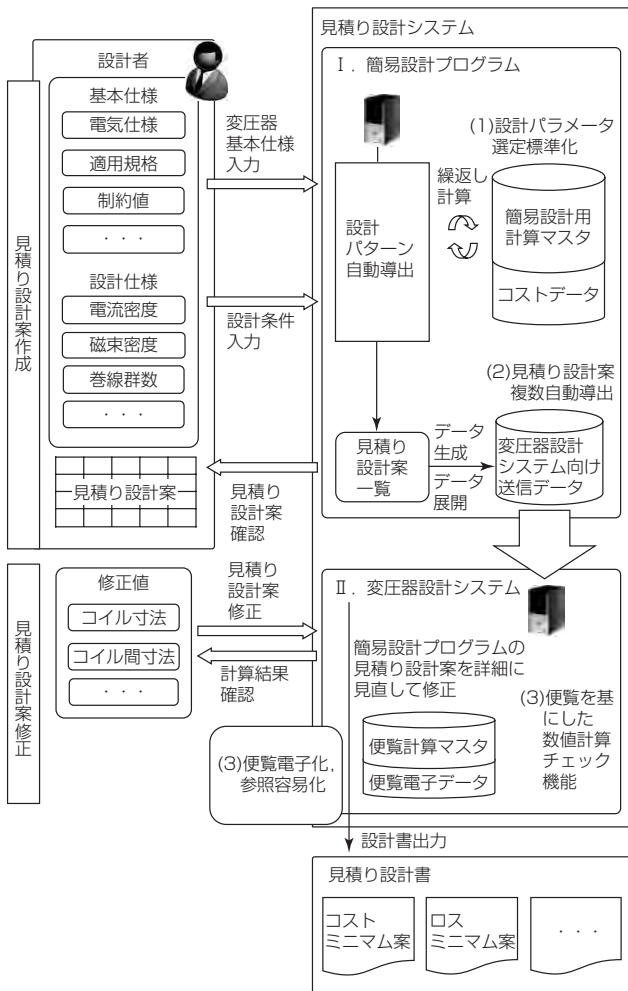 見積り設計システム
設計者
基本仕様
電気仕様
適用規格
制約値
・・・
設計仕様
電流密度
磁束密度
巻線群数
・・・
見積り設計案
見積り設計案作成
変圧器
基本仕様
入力
設計条件
入力
見積り
設計案
確認
Ⅰ．簡易設計プログラム
(1)設計パラメータ
選定標準化
繰返し
計算
設計
パターン
自動導出
簡易設計用
計算マスタ
コストデータ
(2)見積り設計案
複数自動導出
見積り
設計案
一覧
データ
生成
データ
展開
変圧器設計
システム向け
送信データ
見積り設計案修正
修正値
コイル寸法
コイル間寸法
・・・
見積り
設計案
修正
計算結果
確認
Ⅱ．変圧器設計システム
簡易設計プログラムの
見積り設計案を詳細に
見直して修正
(3)便覧を基
にした
数値計算
チェック
機能
便覧計算マスタ
便覧電子データ
(3)便覧電子化,
参照容易化
設計書出力
見積り設計書
コスト
ミニマム案
ロス
ミニマム案
・・・